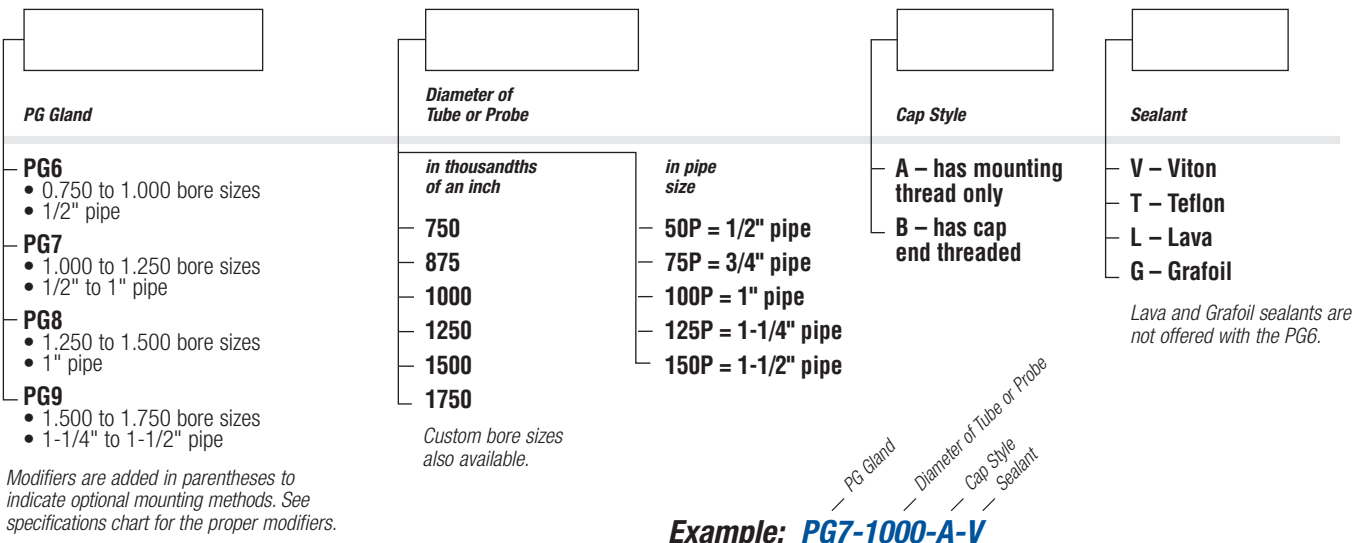 PG Gland
PG6
• 0.750 to 1.000 bore sizes
• 1/2" pipe
PG7
• 1.000 to 1.250 bore sizes
• 1/2" to 1" pipe
PG8
• 1.250 to 1.500 bore sizes
• 1" pipe
PG9
• 1.500 to 1.750 bore sizes
• 1-1/4" to 1-1/2" pipe
Modifiers are added in parentheses to
indicate optional mounting methods. See
specifications chart for the proper modifiers.
Diameter of
Tube or Probe
in thousandths
of an inch
750
875
1000
1250
1500
1750
Custom bore sizes
also available.
in pipe
size
50P = 1/2" pipe
75P = 3/4" pipe
100P = 1" pipe
125P = 1-1/4" pipe
150P = 1-1/2" pipe
Cap Style
A – has mounting
thread only
B – has cap
end threaded
Sealant
V – Viton
T – Teflon
L – Lava
G – Grafoil
Lava and Grafoil sealants are
not offered with the PG6.
PG Gland
Diameter of Tube or Probe
Cap Style
Sealant
Example: PG7-1000-A-V